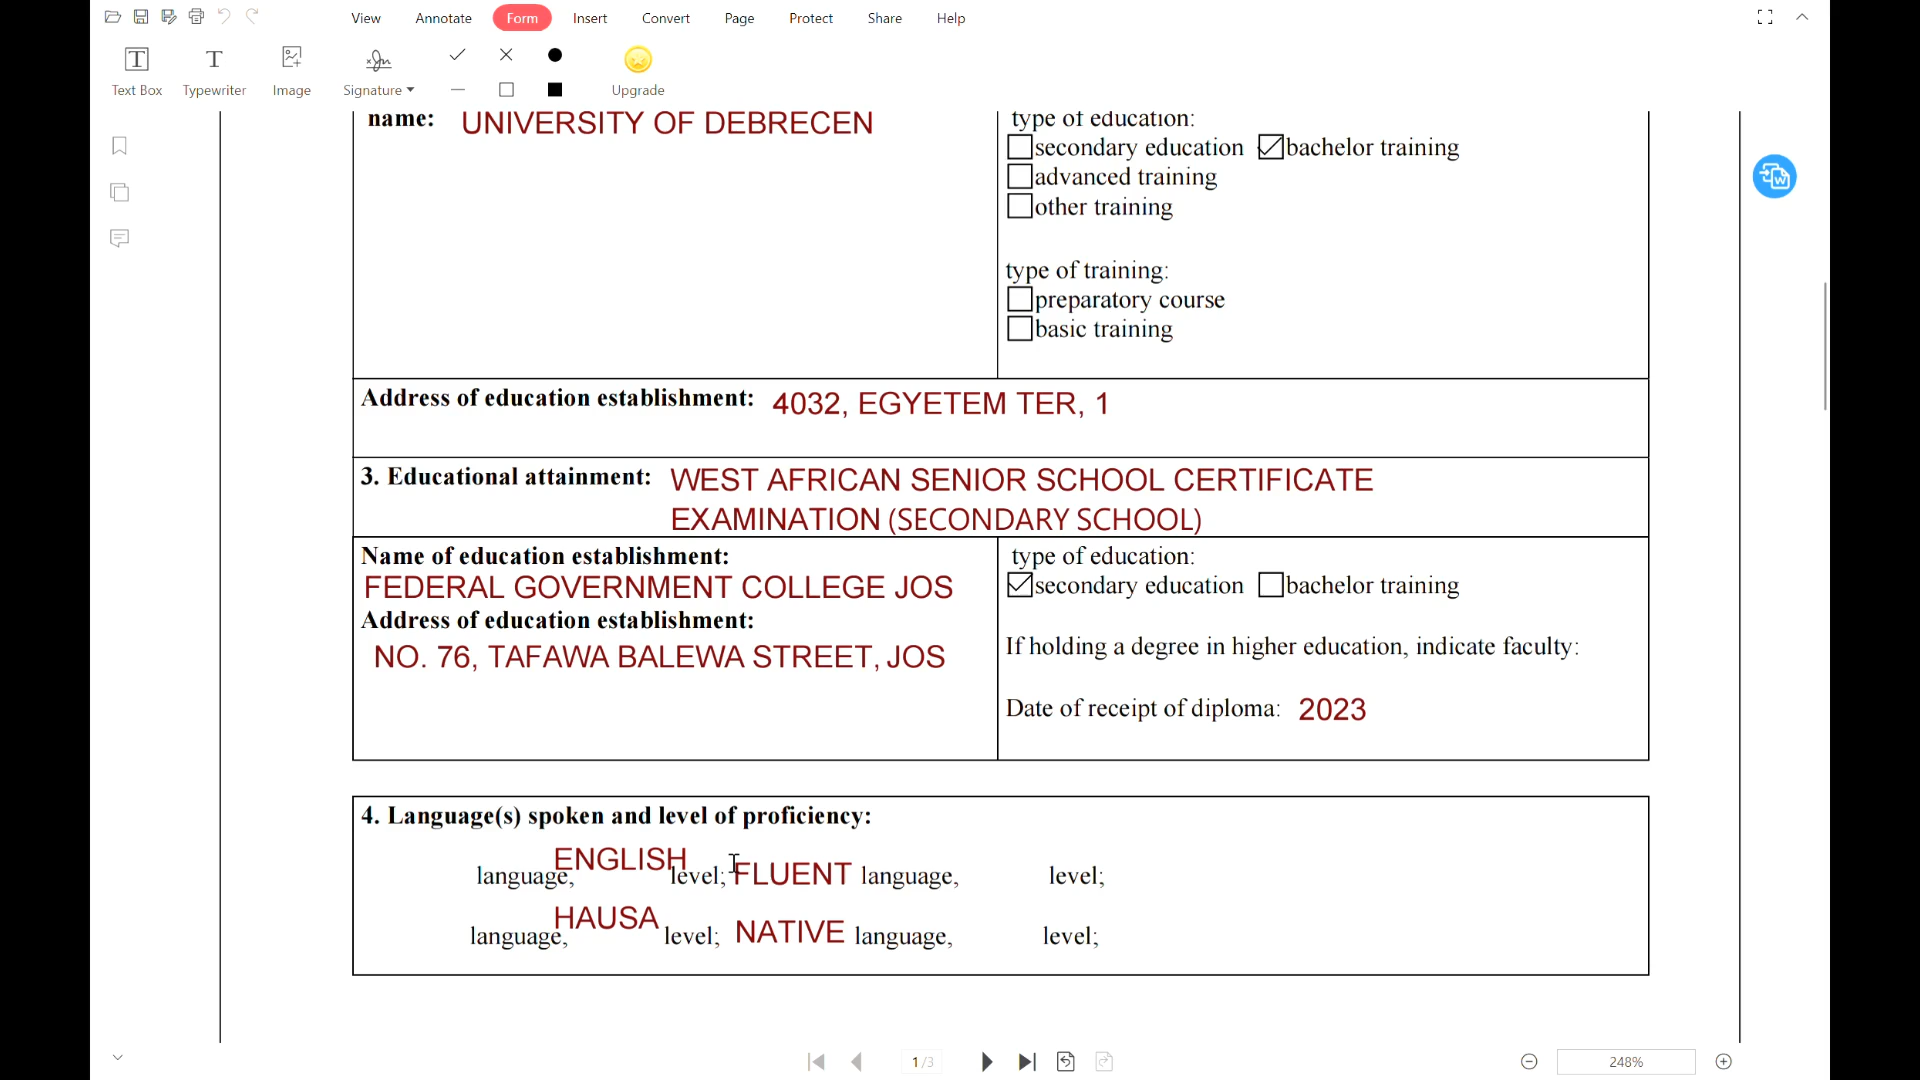 View Annotate Form Insert Convert Page Protect Share Help
Text Box Typewriter Image Signature Upgrade
name: UNIVERSITY OF DEBRECEN
type of education:
secondary education bachelor training
advanced training
other training
type of training:
preparatory course
basic training
Address of education establishment: 4032, EGYETEM TER, 1
3. Educational attainment: WEST AFRICAN SENIOR SCHOOL CERTIFICATE
EXAMINATION (SECONDARY SCHOOL)
Name of education establishment:
FEDERAL GOVERNMENT COLLEGE JOS
Address of education establishment:
NO. 76, TAFAWA BALEWA STREET, JOS
type of education:
secondary education bachelor training
If holding a degree in higher education, indicate faculty:
Date of receipt of diploma: 2023
4. Language(s) spoken and level of proficiency:
language, ENGLISH level; FLUENT language, level;
language, HAUSA level; NATIVE language, level;
1 /3
248%